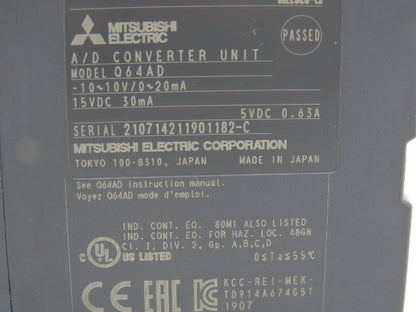 MITSUBISHI
ELECTRIC
PASSED
A/D CONVERTER UNIT
MODEL Q64AD
-10~10V/0~20mA
15VDC 30mA
5VDC 0.63A
SERIAL 210714211901182-C
MITSUBISHI ELECTRIC CORPORATION
TOKYO 100-8310, JAPAN MADE IN JAPAN
See Q64AD instruction manual.
Voyez Q64AD mode d'emploi.
IND. CONT. EQ. 80M1 ALSO LISTED
IND. CONT. EQ. FOR HAZ. LOC. 48GN
Cl. I, DIV. 2, Gp. A,B,C,D
C UL US LISTED 0≤Ta≤55℃
CE EAC KC
KCC-REI-MEK-
TD914A674G51
1907